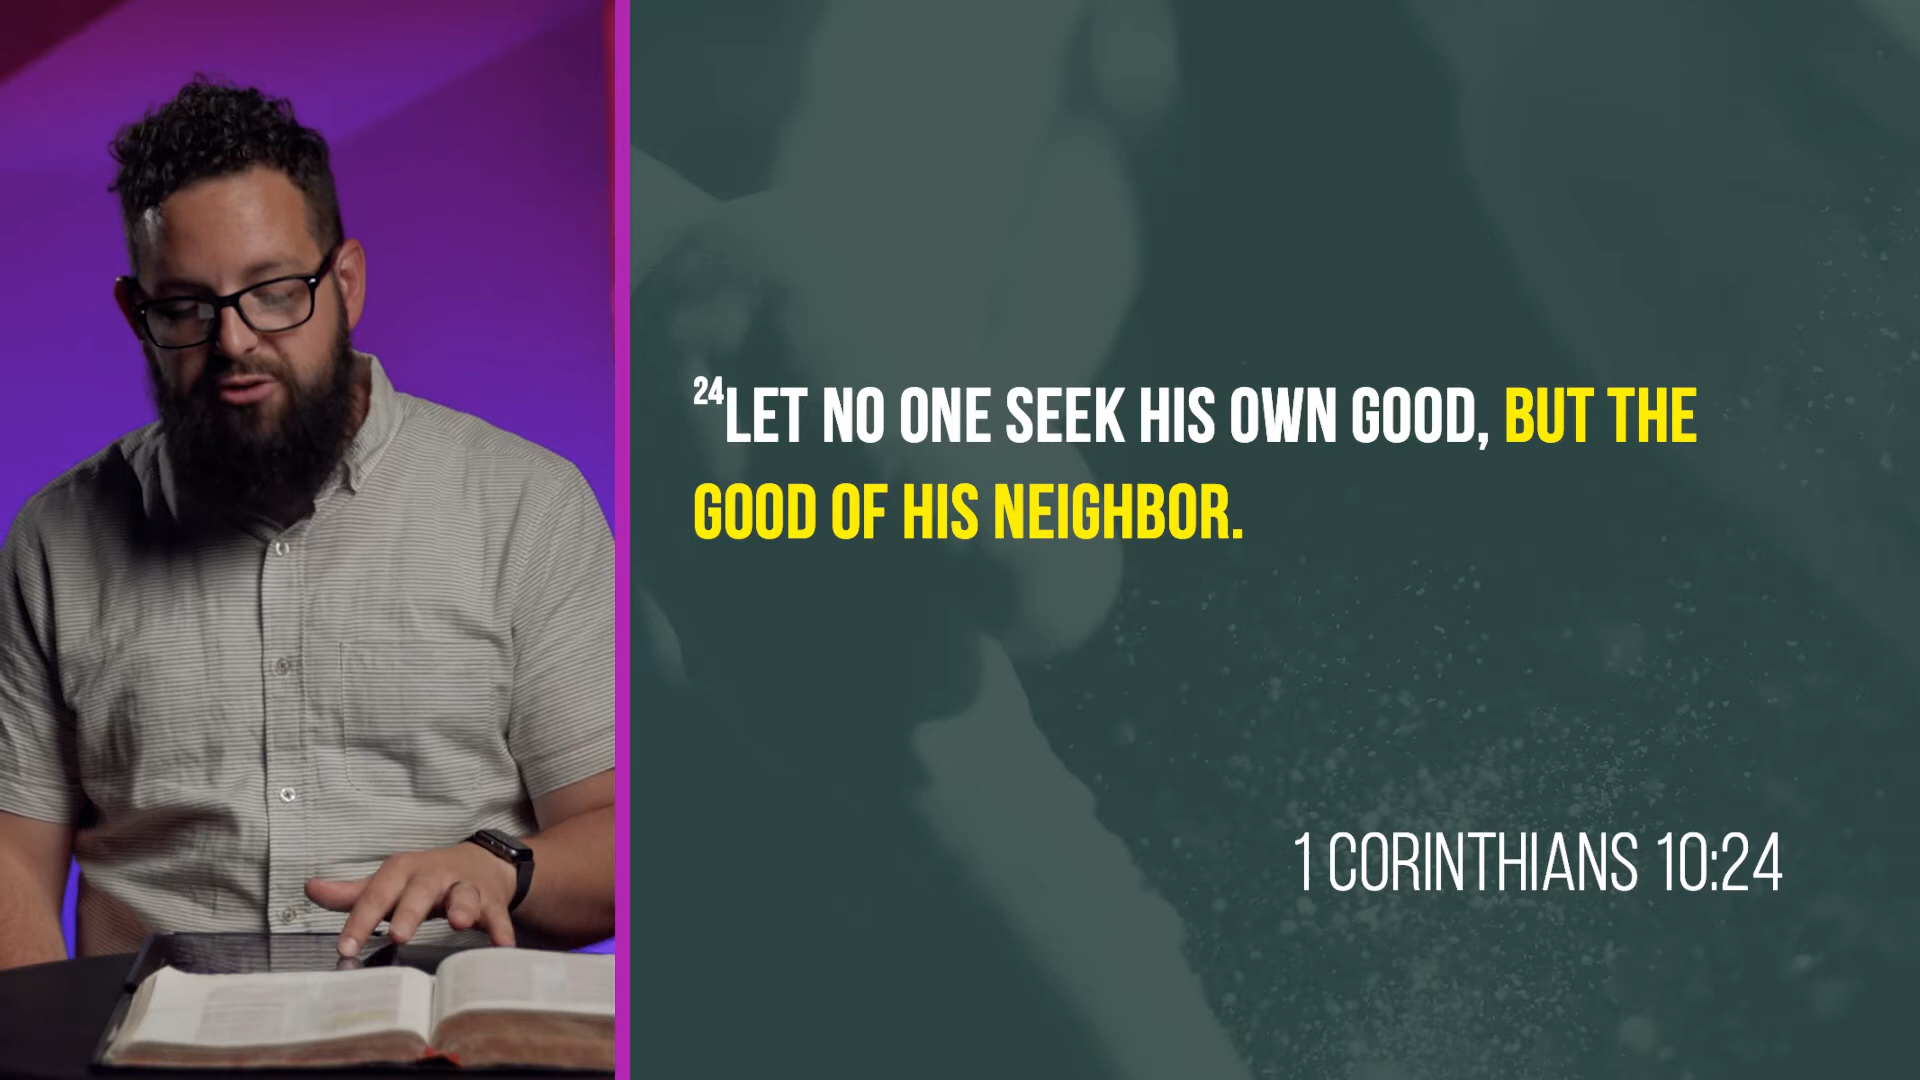 24LET NO ONE SEEK HIS OWN GOOD, BUT THE
GOOD OF HIS NEIGHBOR.
1 CORINTHIANS 10:24